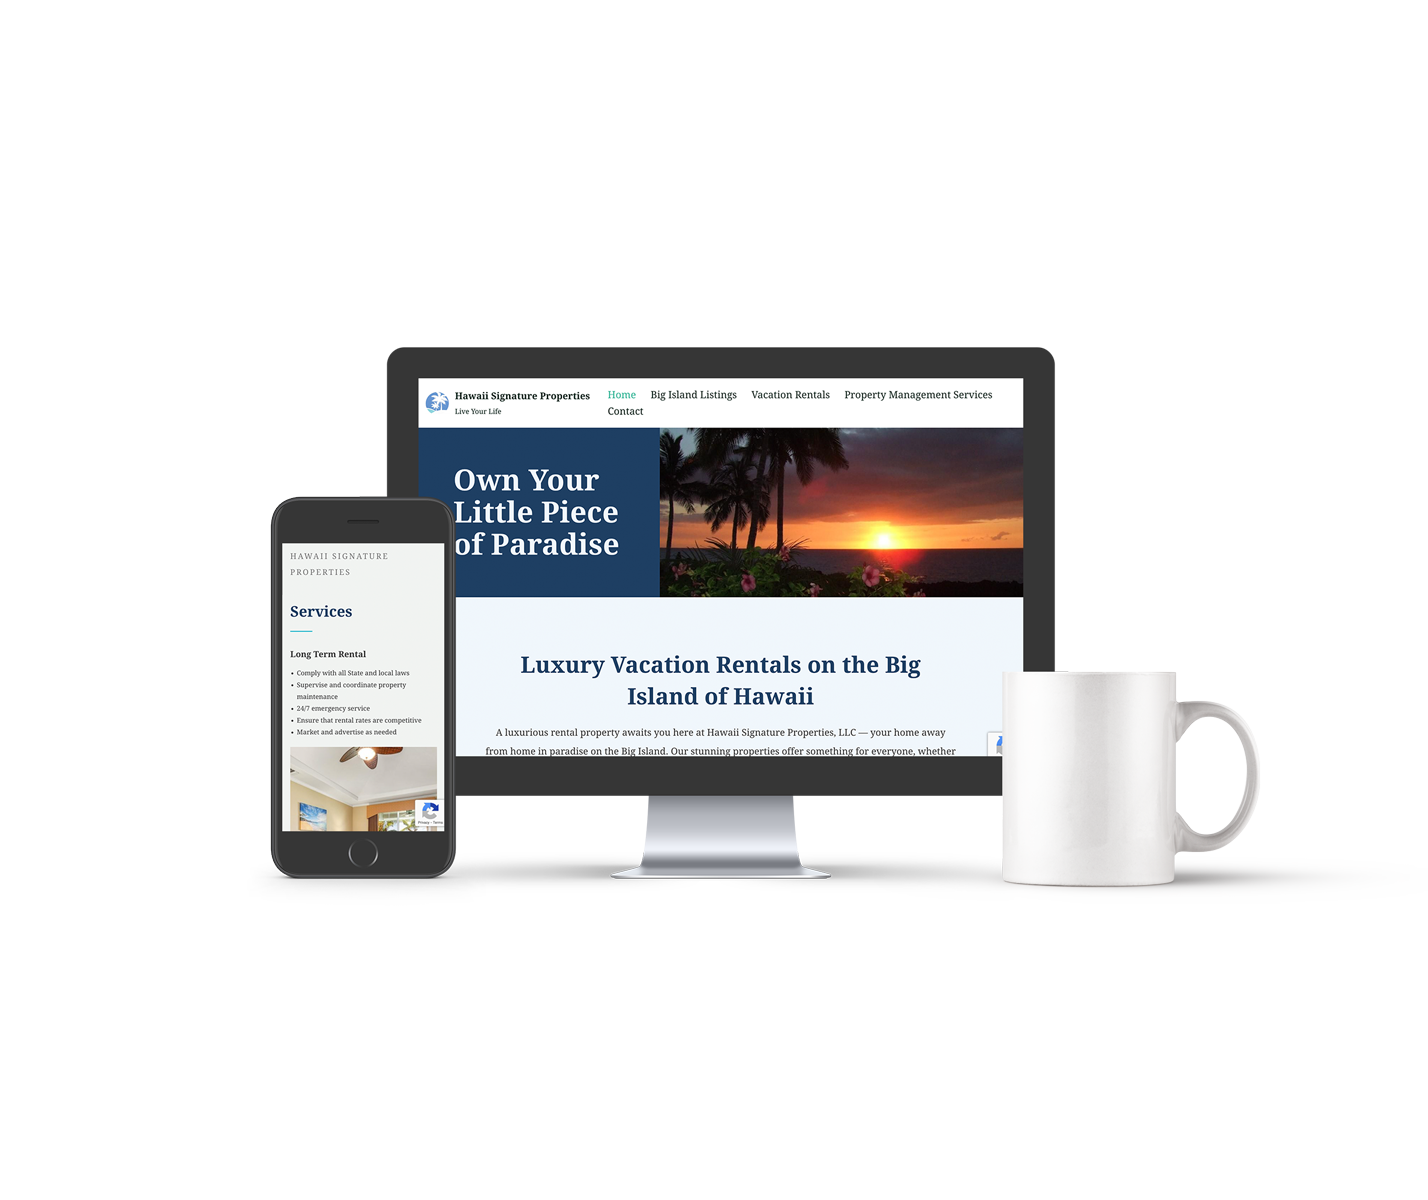 Hawaii Signature Properties
Live Your Life
Home Big Island Listings Vacation Rentals Property Management Services
Contact
Own Your
Little Piece
of Paradise
Luxury Vacation Rentals on the Big
Island of Hawaii
A luxurious rental property awaits you here at Hawaii Signature Properties, LLC — your home away
from home in paradise on the Big Island. Our stunning properties offer something for everyone, whether
HAWAII SIGNATURE
PROPERTIES
Services
Long Term Rental
• Comply with all State and local laws
• Supervise and coordinate property
maintenance
• 24/7 emergency service
• Ensure that rental rates are competitive
• Market and advertise as needed
Privacy - Terms